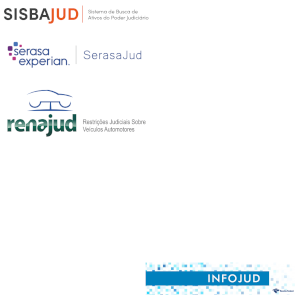 SISBAJUD
Sistema de Busca de
Ativos do Poder Judiciário
serasa
experian.
SerasaJud
renajud
Restrições Judiciais Sobre
Veículos Automotores
INFOJUD